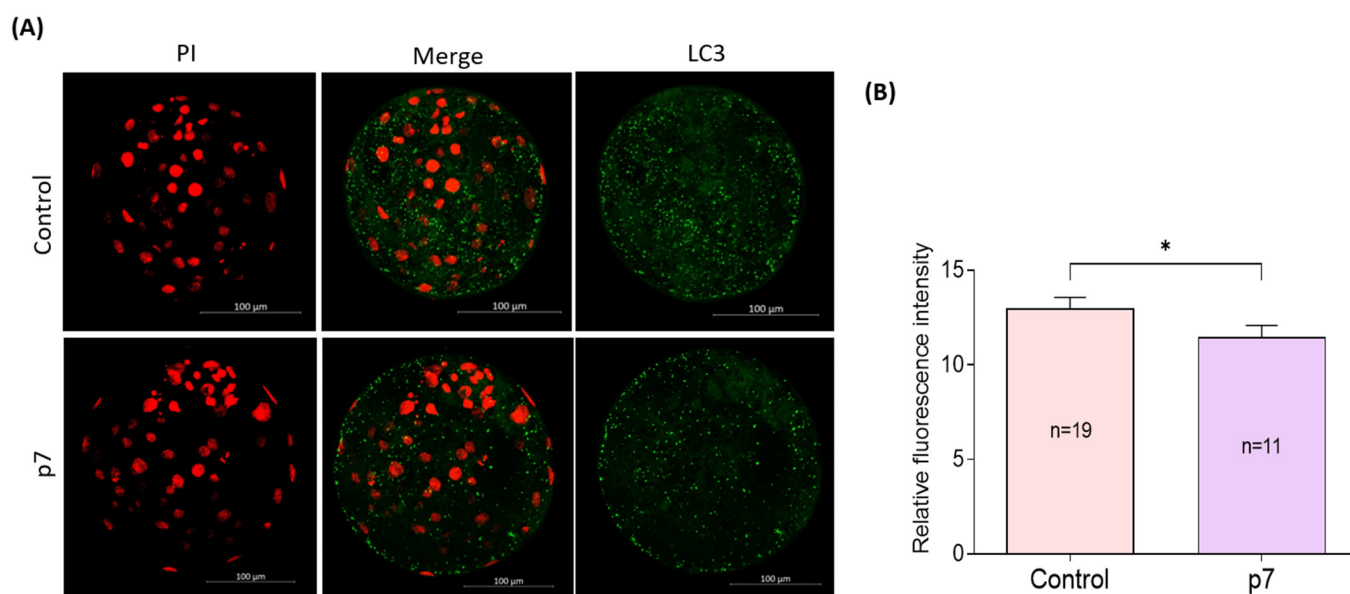 (A)
PI
Merge
LC3
Control
100 µm
100 µm
100 µm
p7
100 µm
100 µm
100 µm
(B)
*
Relative fluorescence intensity
15
10
5
0
n=19
n=11
Control
p7